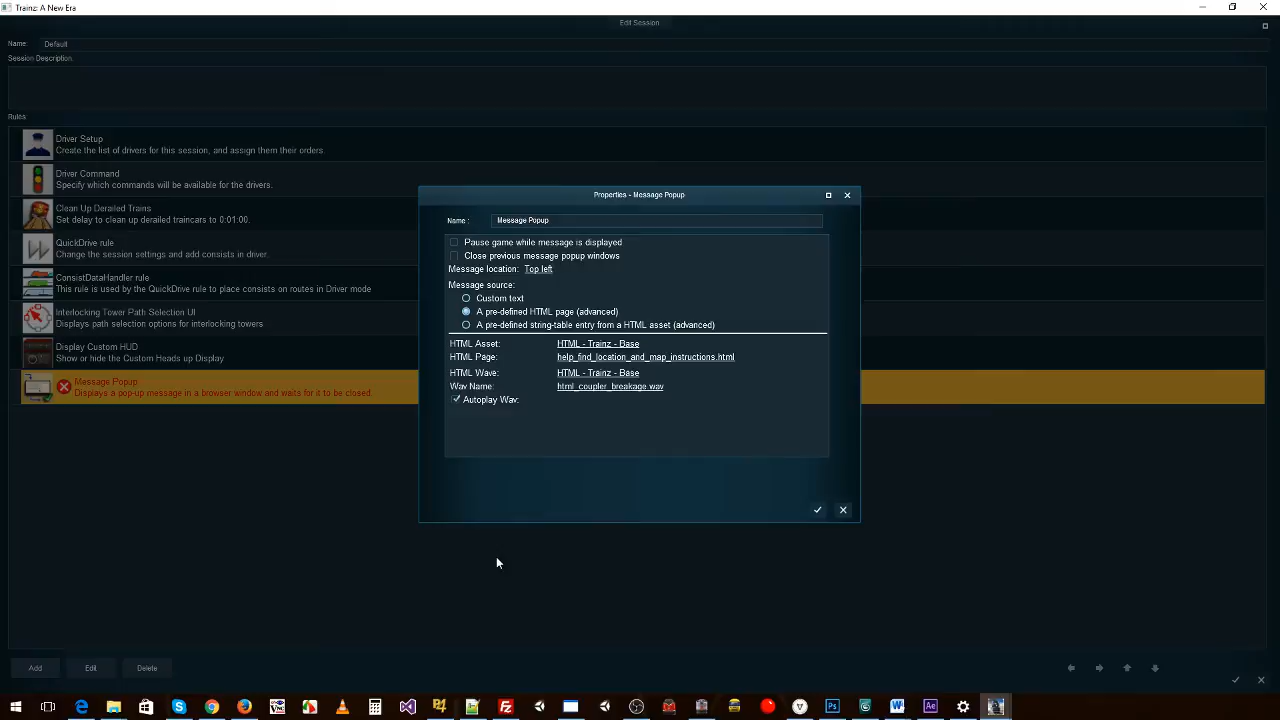 Trainz: A New Era
Edit Session
Name: Default
Session Description:
Rules
Driver Setup
Create the list of drivers for this session, and assign them their orders.
Driver Command
Specify which commands will be available for the drivers.
Clean Up Derailed Trains
Set delay to clean up derailed traincars to 0:01:00.
QuickDrive rule
Change the session settings and add consists in driver.
ConsistDataHandler rule
This rule is used by the QuickDrive rule to place consists on routes in Driver mode
Interlocking Tower Path Selection UI
Displays path selection options for interlocking towers
Display Custom HUD
Show or hide the Custom Heads up Display
Message Popup
Displays a pop-up message in a browser window and waits for it to be closed.
Properties - Message Popup
Name : Message Popup
Pause game while message is displayed
Close previous message popup windows
Message location: Top left
Message source:
Custom text
A pre-defined HTML page (advanced)
A pre-defined string-table entry from a HTML asset (advanced)
HTML Asset: HTML - Trainz - Base
HTML Page: help_find_location_and_map_instructions.html
HTML Wave: HTML - Trainz - Base
Wav Name: html_coupler_breakage.wav
Autoplay Wav:
Add Edit Delete